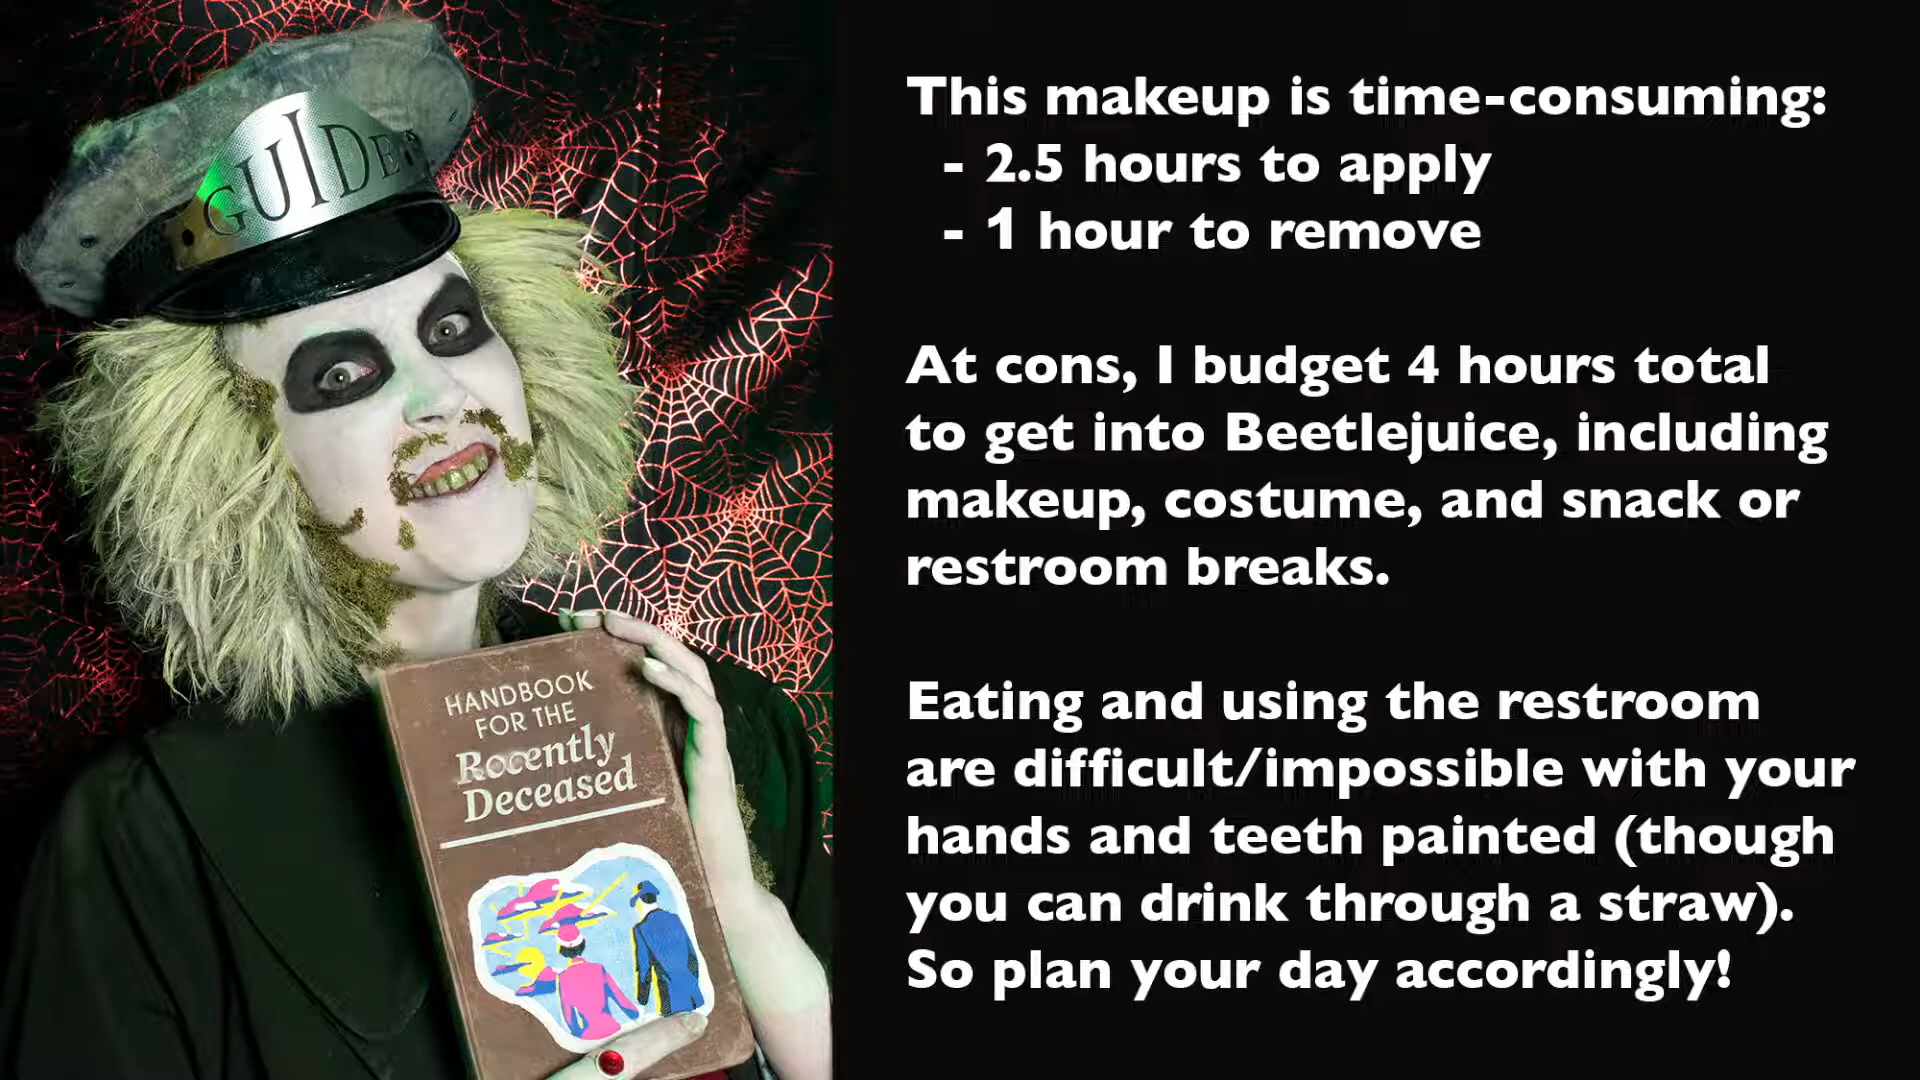 GUIDE
HANDBOOK
FOR THE
Recently
Deceased
This makeup is time-consuming:
- 2.5 hours to apply
- 1 hour to remove
At cons, I budget 4 hours total
to get into Beetlejuice, including
makeup, costume, and snack or
restroom breaks.
Eating and using the restroom
are difficult/impossible with your
hands and teeth painted (though
you can drink through a straw).
So plan your day accordingly!